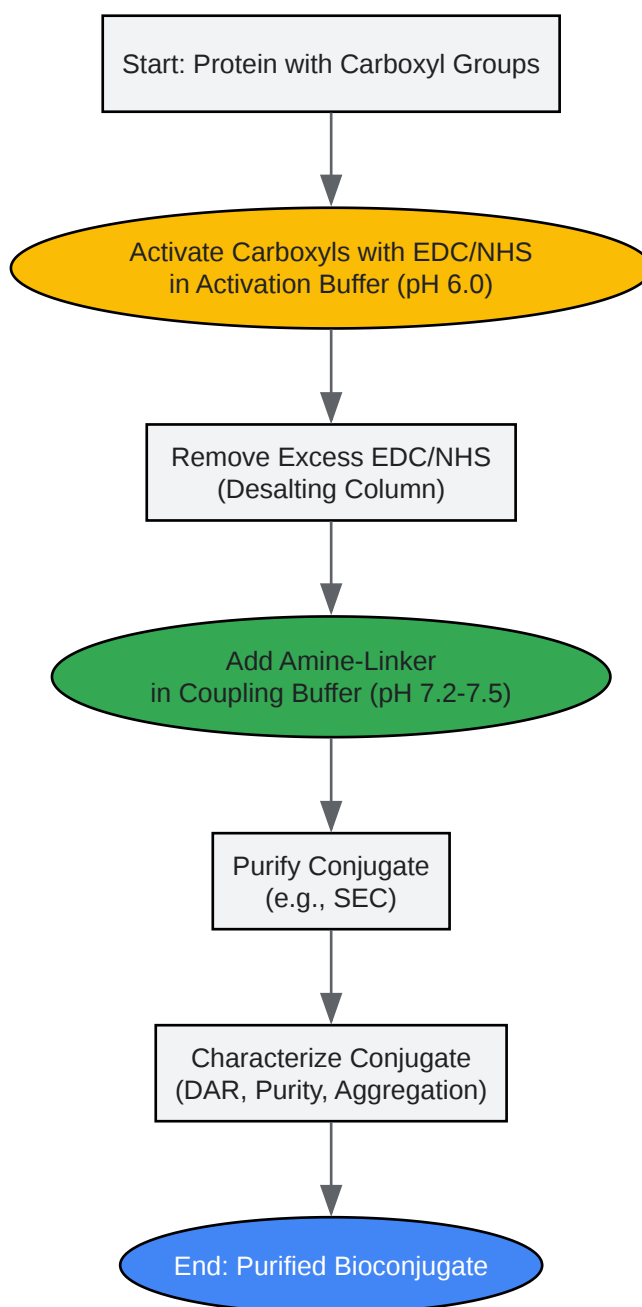 Start: Protein with Carboxyl Groups
Activate Carboxyls with EDC/NHS
in Activation Buffer (pH 6.0)
Remove Excess EDC/NHS
(Desalting Column)
Add Amine-Linker
in Coupling Buffer (pH 7.2-7.5)
Purify Conjugate
(e.g., SEC)
Characterize Conjugate
(DAR, Purity, Aggregation)
End: Purified Bioconjugate